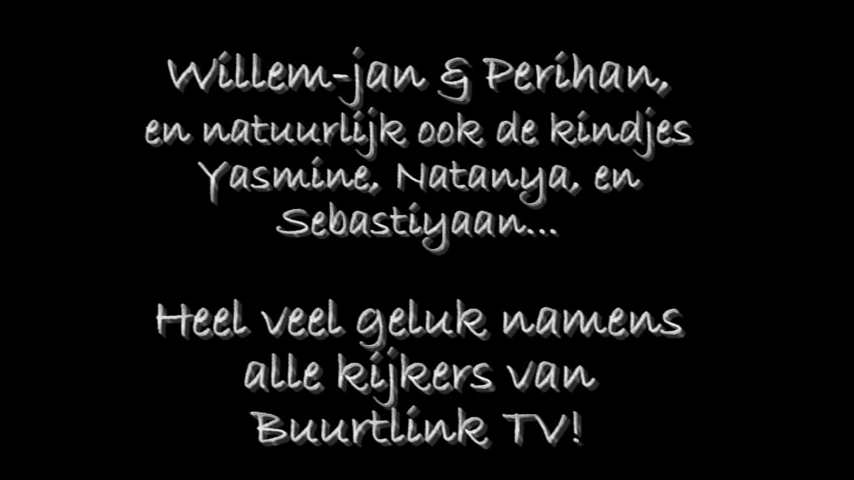 Willem-jan & Perihan,
en natuurlijk ook de kindjes
Yasmine, Natanya, en
Sebastiyaan...
Heel veel geluk namens
alle kijkers van
Buurtlink TV!